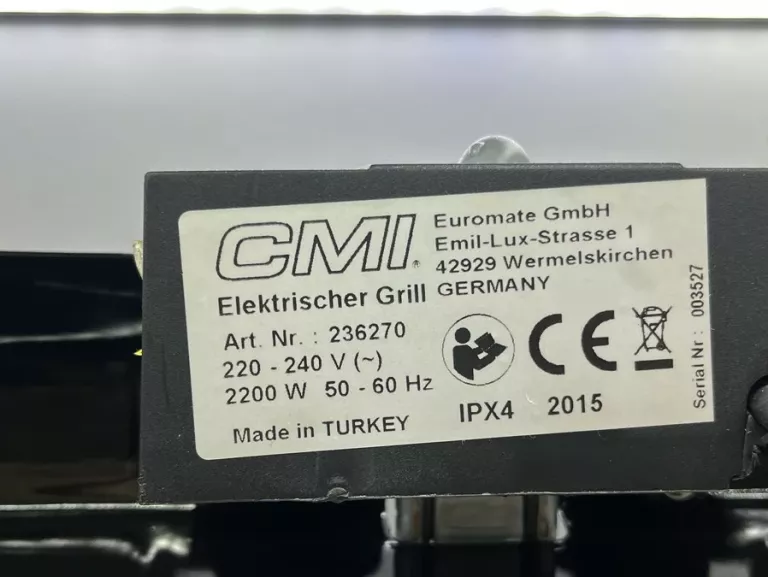 CMI®
Euromate GmbH
Emil-Lux-Strasse 1
42929 Wermelskirchen
GERMANY
Elektrischer Grill
Art. Nr. : 236270
220 - 240 V (~)
2200 W 50 - 60 Hz
Made in TURKEY
CE
IPX4 2015
Serial Nr : 003527